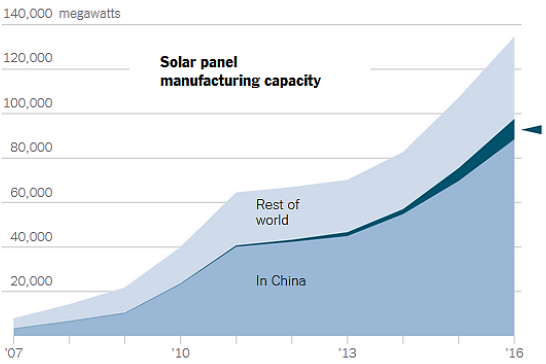 140,000 megawatts
120,000
Solar panel
manufacturing capacity
100,000
80,000
60,000
Rest of
world
40,000
In China
20,000
'07 '10 '13 '16